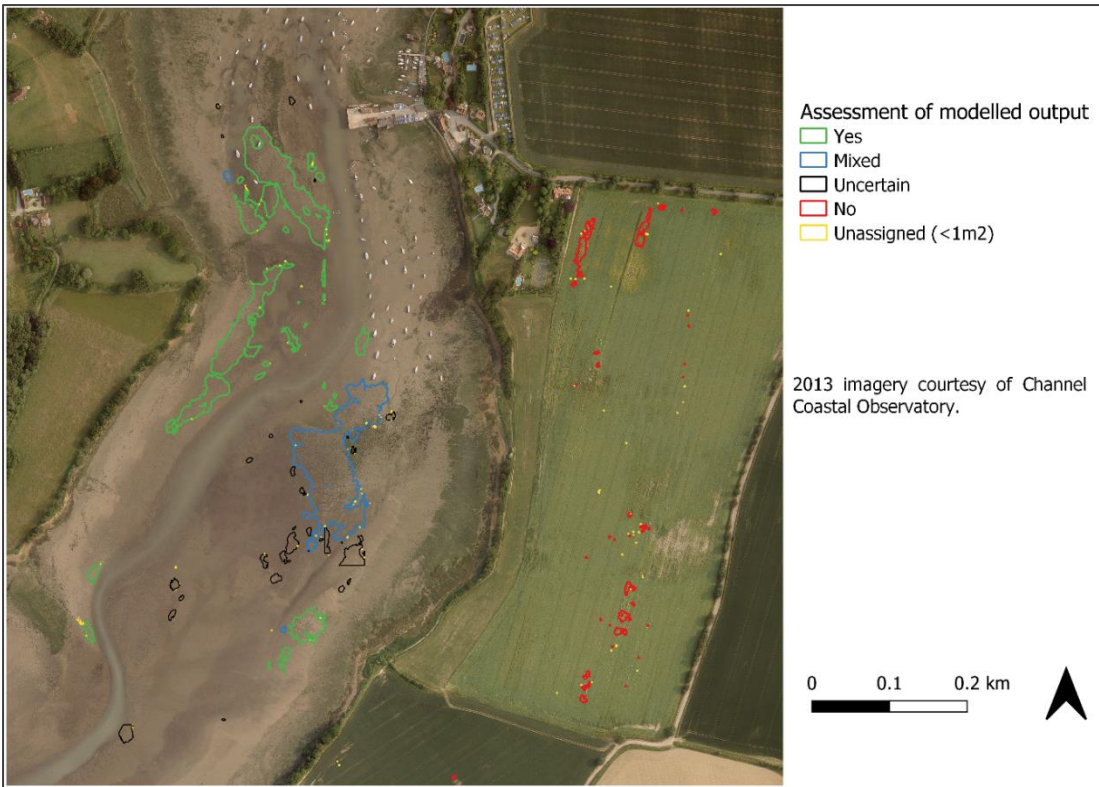 Assessment of modelled output
Yes
Mixed
Uncertain
No
Unassigned (<1m2)
2013 imagery courtesy of Channel
Coastal Observatory.
0 0.1 0.2 km